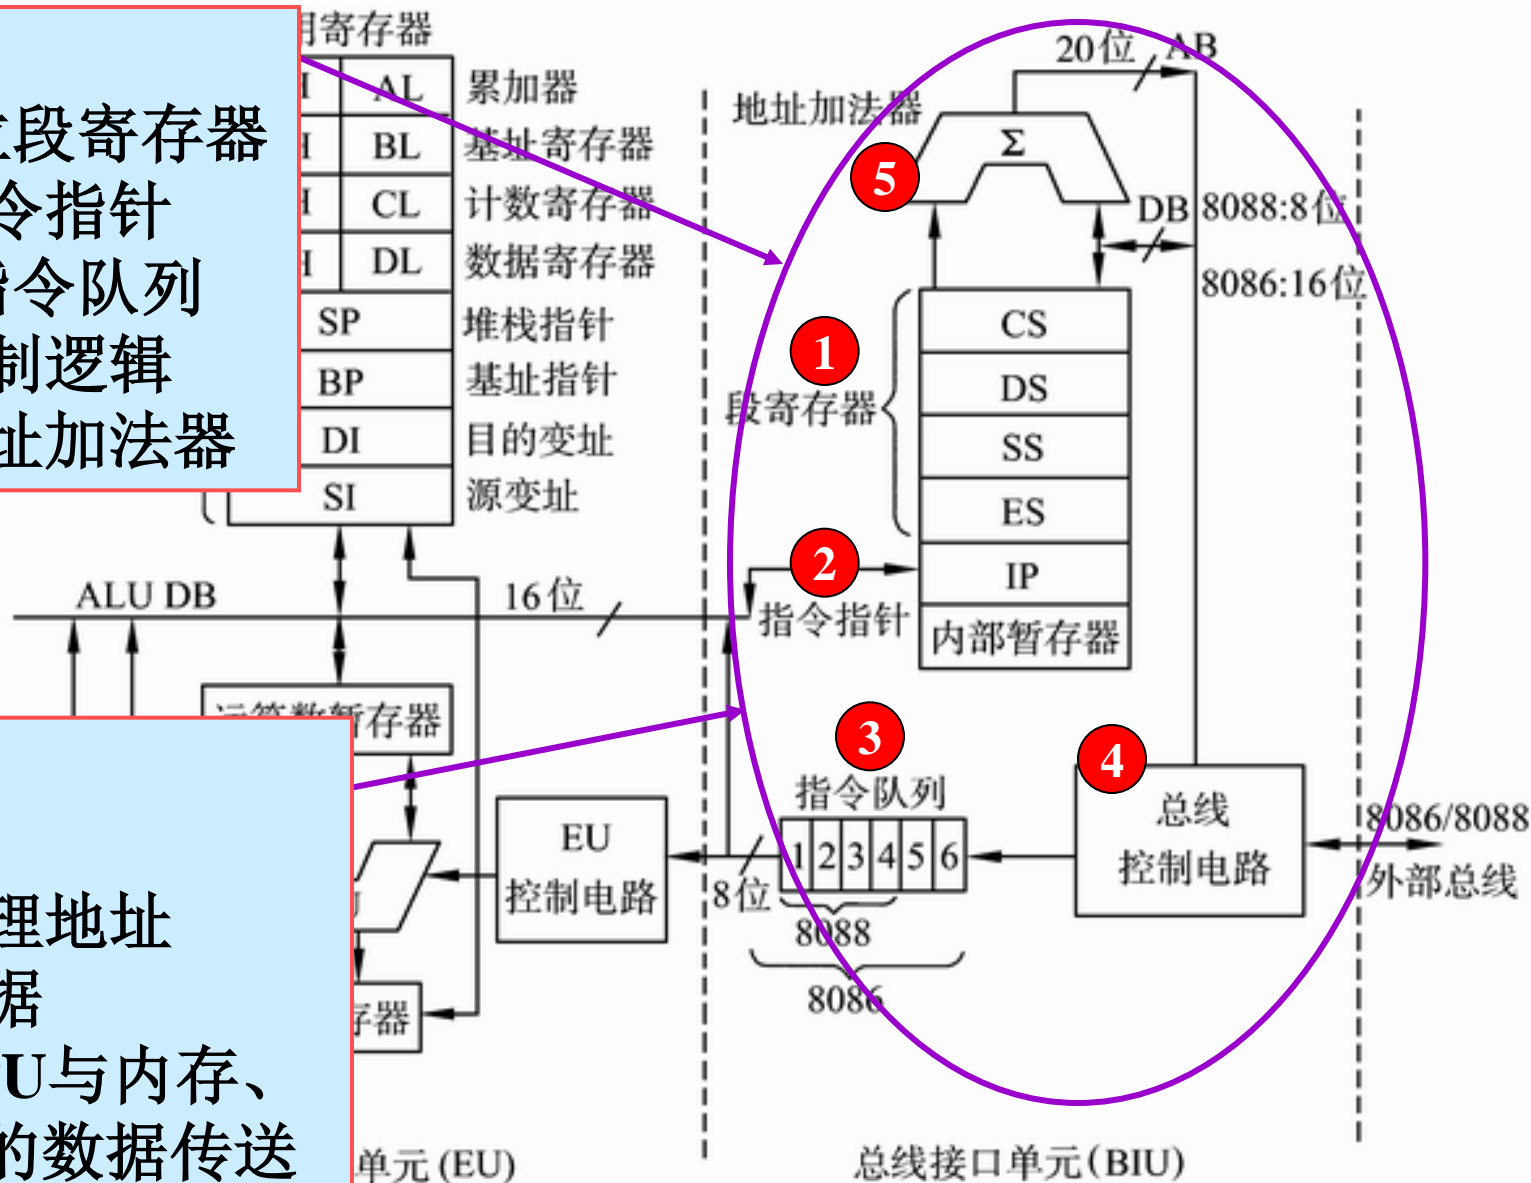 段寄存器
令指针
指令队列
制逻辑
址加法器
寄存器
AL 累加器
BL 基址寄存器
CL 计数寄存器
DL 数据寄存器
SP 堆栈指针
BP 基址指针
DI 目的变址
SI 源变址
ALU DB
16位
运算数暂存器
理地址
据
U与内存、
的数据传送
存器
EU
控制电路
单元(EU)
20位 AB
地址加法器
Σ
5
DB 8088:8位
8086:16位
1
段寄存器
CS
DS
SS
ES
2
指令指针
IP
内部暂存器
3
指令队列
1 2 3 4 5 6
8位
8088
8086
4
总线
控制电路
8086/8088
外部总线
总线接口单元(BIU)